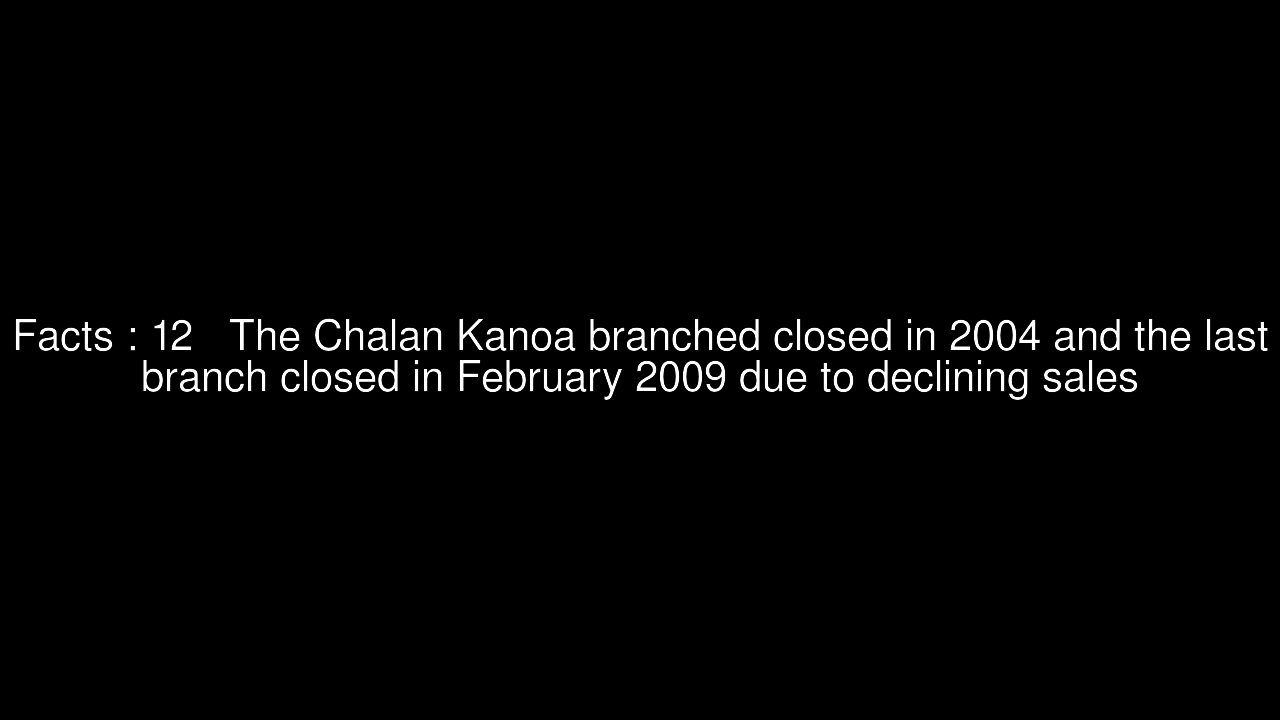 Facts : 12   The Chalan Kanoa branched closed in 2004 and the last
branch closed in February 2009 due to declining sales